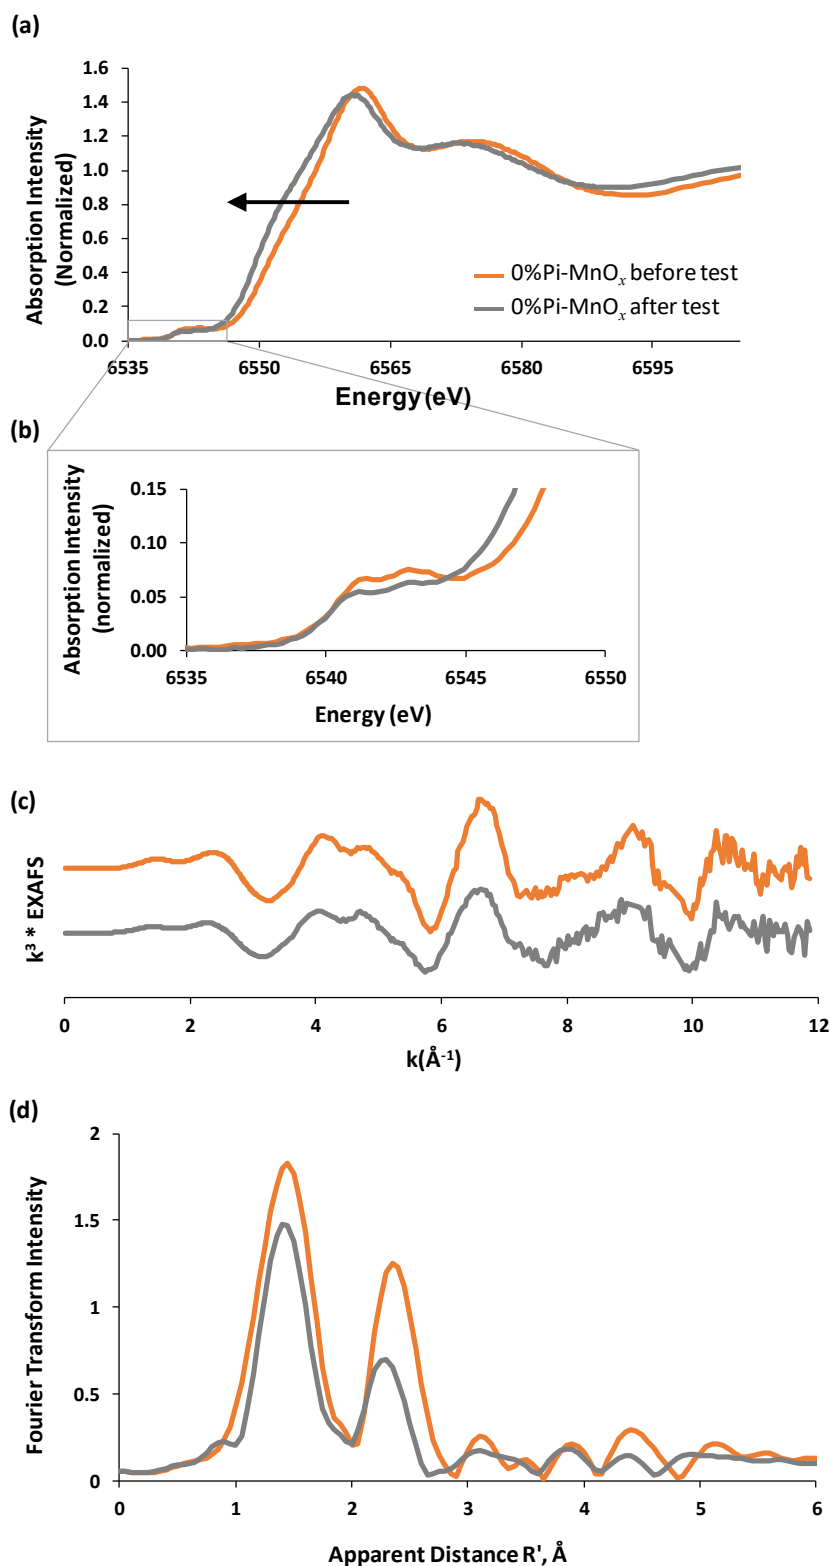 (a)
Absorption Intensity
(Normalized)
1.6
1.4
1.2
1.0
0.8
0.6
0.4
0.2
0.0
0%Pi-MnOx before test
0%Pi-MnOx after test
6535 6550 6565 6580 6595
Energy (eV)
(b)
Absorption Intensity
(normalized)
0.15
0.10
0.05
0.00
6535 6540 6545 6550
Energy (eV)
(c)
k³ * EXAFS
0 2 4 6 8 10 12
k(Å⁻¹)
(d)
Fourier Transform Intensity
2
1.5
1
0.5
0
0 1 2 3 4 5 6
Apparent Distance R', Å